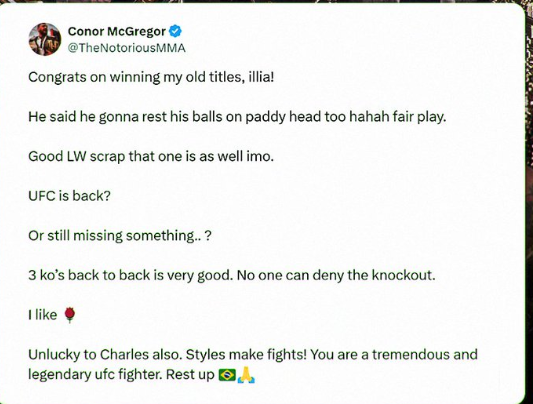 Conor McGregor
@TheNotoriousMMA
Congrats on winning my old titles, illia!
He said he gonna rest his balls on paddy head too hahah fair play.
Good LW scrap that one is as well imo.
UFC is back?
Or still missing something.. ?
3 ko's back to back is very good. No one can deny the knockout.
I like 🌹
Unlucky to Charles also. Styles make fights! You are a tremendous and
legendary ufc fighter. Rest up 🇧🇷🙏